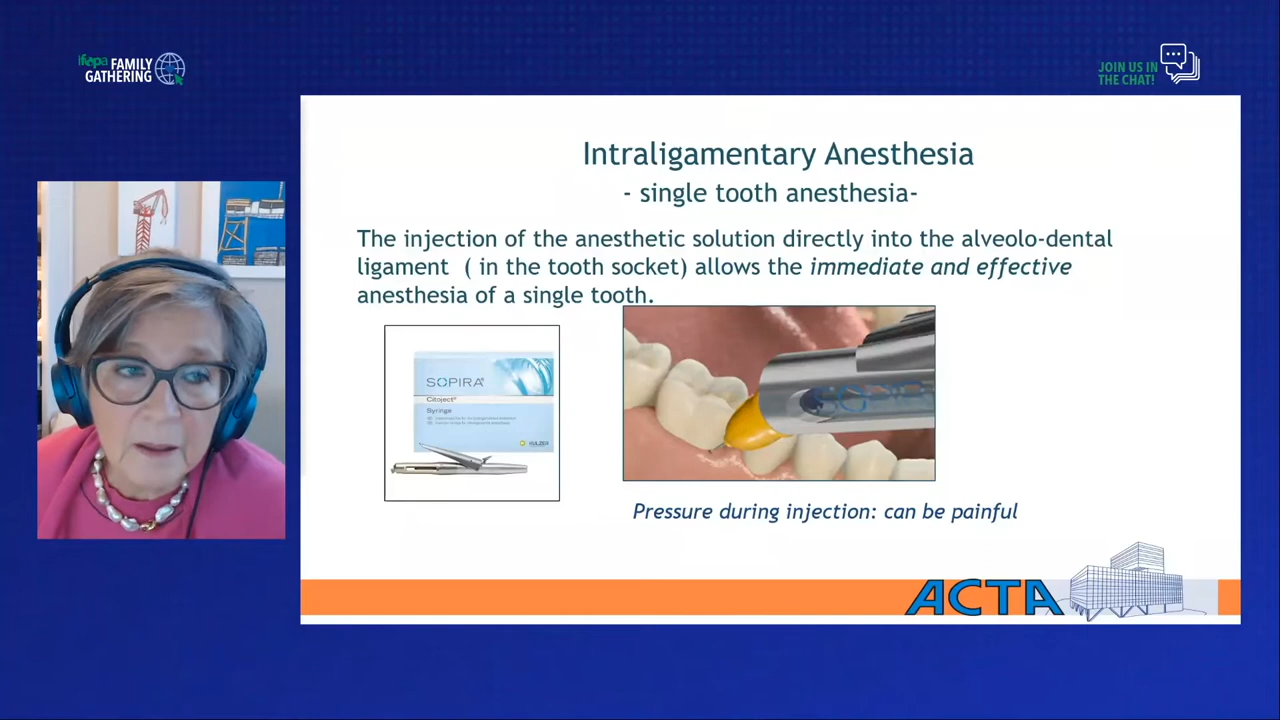 ifopa FAMILY
GATHERING
JOIN US IN
THE CHAT!
Intraligamentary Anesthesia
- single tooth anesthesia-
The injection of the anesthetic solution directly into the alveolo-dental
ligament ( in the tooth socket) allows the immediate and effective
anesthesia of a single tooth.
SOPIRA
Citoject
Syringe
KULZER
SOPIRA
Pressure during injection: can be painful
ACTA